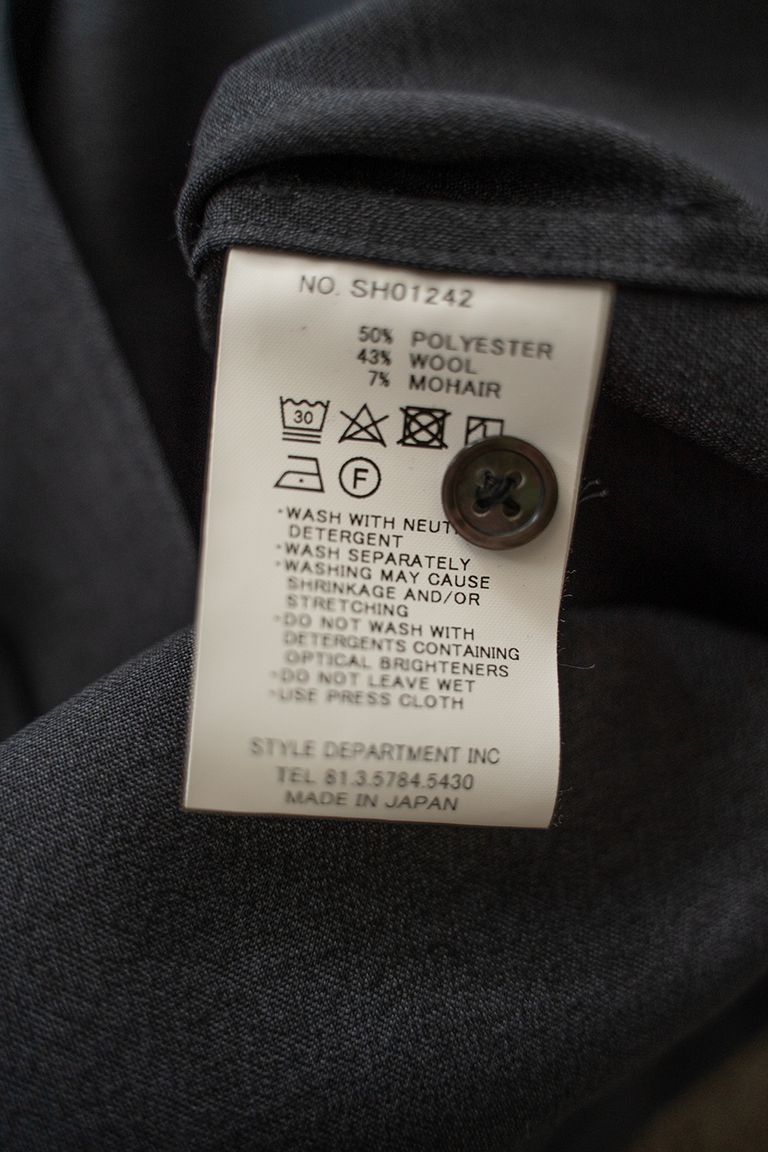 NO. SH01242
50% POLYESTER
43% WOOL
7% MOHAIR
30
F
・WASH WITH
DETERGENT
・WASH SEPARATELY
・WASHING MAY CAUSE
SHRINKAGE AND/OR
STRETCHING
・DO NOT WASH WITH
DETERGENTS CONTAINING
OPTICAL BRIGHTENERS
・DO NOT LEAVE WET
・USE PRESS CLOTH
STYLE DEPARTMENT INC
TEL 81.3.5784.5430
MADE IN JAPAN